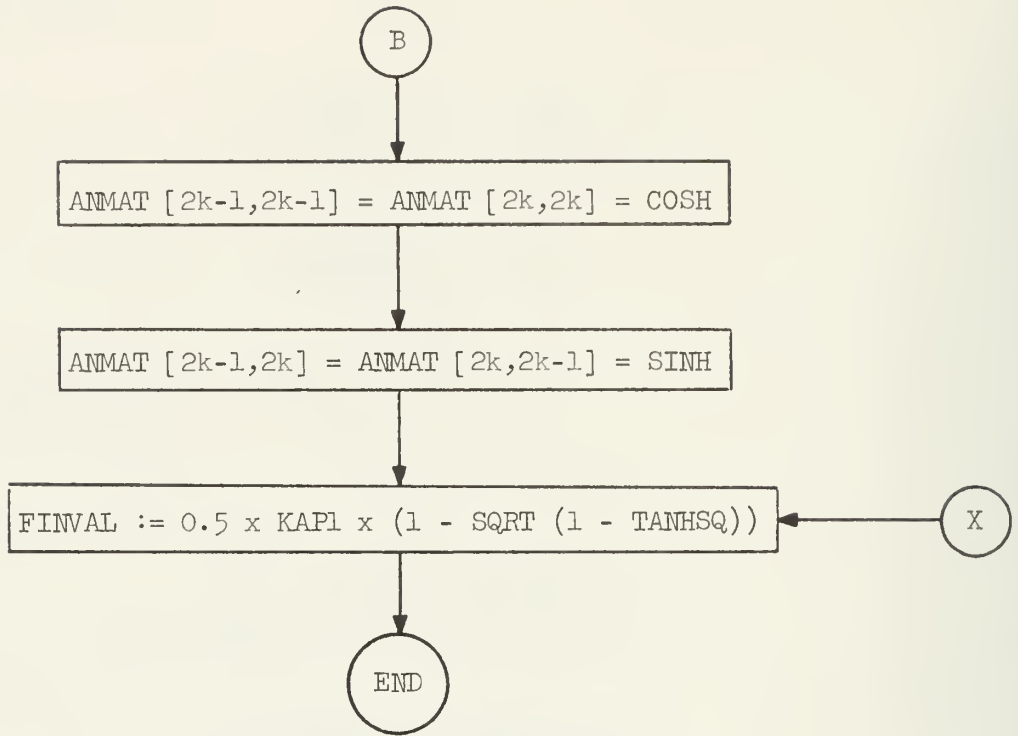 B
ANMAT [2k-1,2k-1] = ANMAT [2k,2k] = COSH
ANMAT [2k-1,2k] = ANMAT [2k,2k-1] = SINH
FINVAL := 0.5 x KAP1 x (1 - SQRT (1 - TANHSQ))
X
END